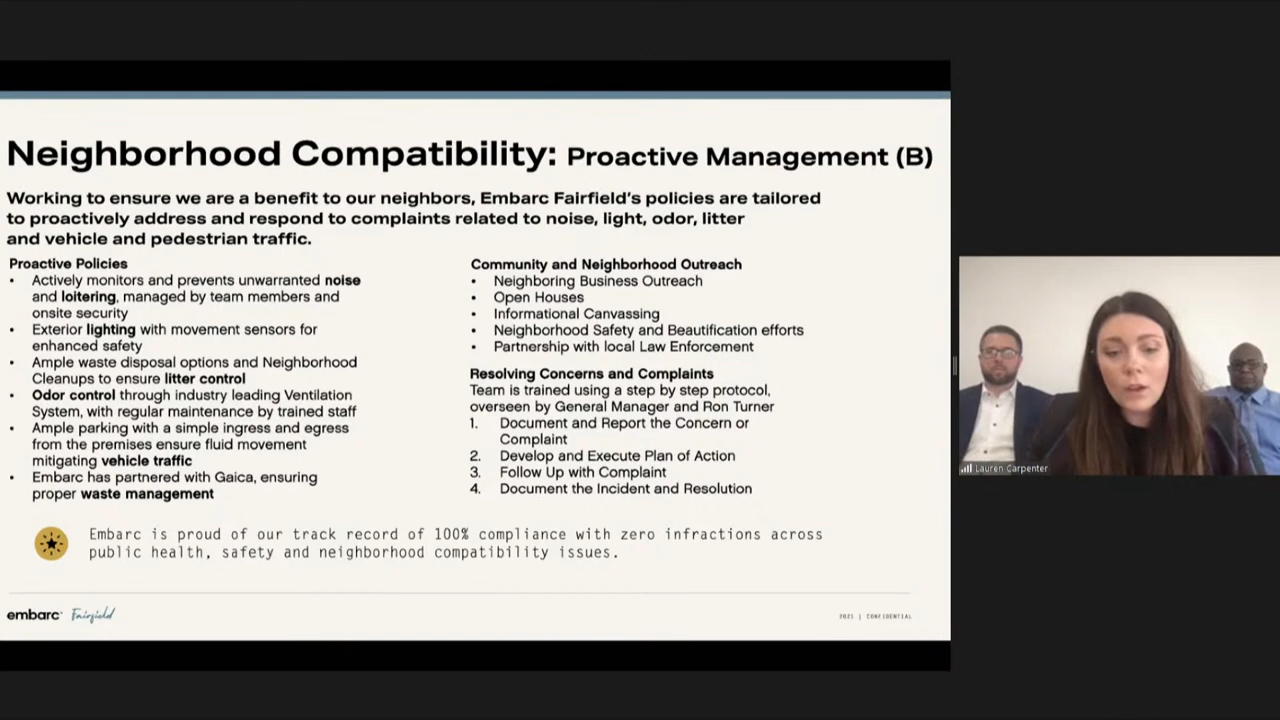 Neighborhood Compatibility: Proactive Management (B)
Working to ensure we are a benefit to our neighbors, Embarc Fairfield's policies are tailored
to proactively address and respond to complaints related to noise, light, odor, litter
and vehicle and pedestrian traffic.
Proactive Policies
• Actively monitors and prevents unwarranted noise
and loitering, managed by team members and
onsite security
• Exterior lighting with movement sensors for
enhanced safety
• Ample waste disposal options and Neighborhood
Cleanups to ensure litter control
• Odor control through industry leading Ventilation
System, with regular maintenance by trained staff
• Ample parking with a simple ingress and egress
from the premises ensure fluid movement
mitigating vehicle traffic
• Embarc has partnered with Gaica, ensuring
proper waste management
Community and Neighborhood Outreach
• Neighboring Business Outreach
• Open Houses
• Informational Canvassing
• Neighborhood Safety and Beautification efforts
• Partnership with local Law Enforcement
Resolving Concerns and Complaints
Team is trained using a step by step protocol,
overseen by General Manager and Ron Turner
1. Document and Report the Concern or
Complaint
2. Develop and Execute Plan of Action
3. Follow Up with Complaint
4. Document the Incident and Resolution
Embarc is proud of our track record of 100% compliance with zero infractions across
public health, safety and neighborhood compatibility issues.
embarc Fairfield
2021 | CONFIDENTIAL
Lauren Carpenter